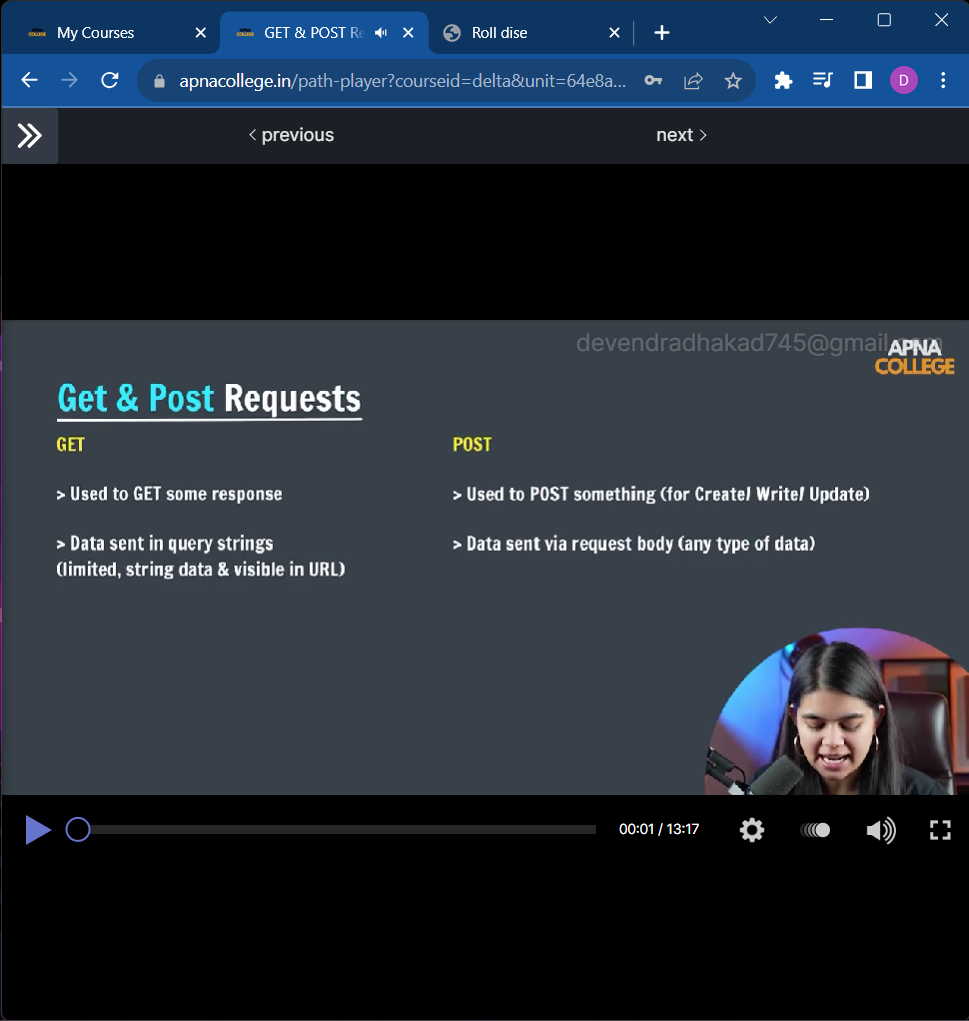 My Courses
GET & POST Re
Roll dise
apnacollege.in/path-player?courseid=delta&unit=64e8a...
D
previous
next
devendradhakad745@gmail.com
APNA
COLLEGE
Get & Post Requests
GET
POST
> Used to GET some response
> Used to POST something (for Create/ Write/ Update)
> Data sent in query strings
(limited, string data & visible in URL)
> Data sent via request body (any type of data)
00:01 / 13:17